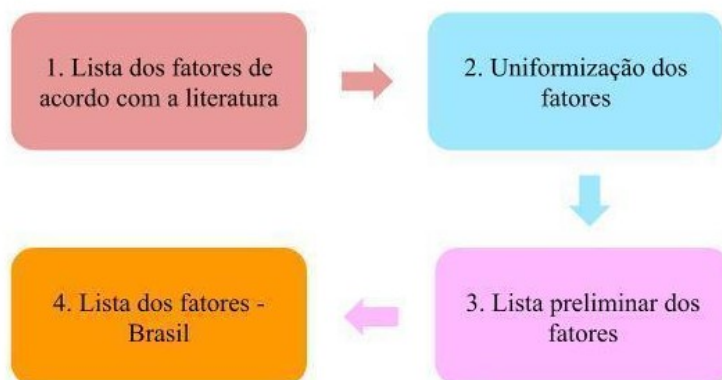 1. Lista dos fatores de
acordo com a literatura
2. Uniformização dos
fatores
3. Lista preliminar dos
fatores
4. Lista dos fatores -
Brasil